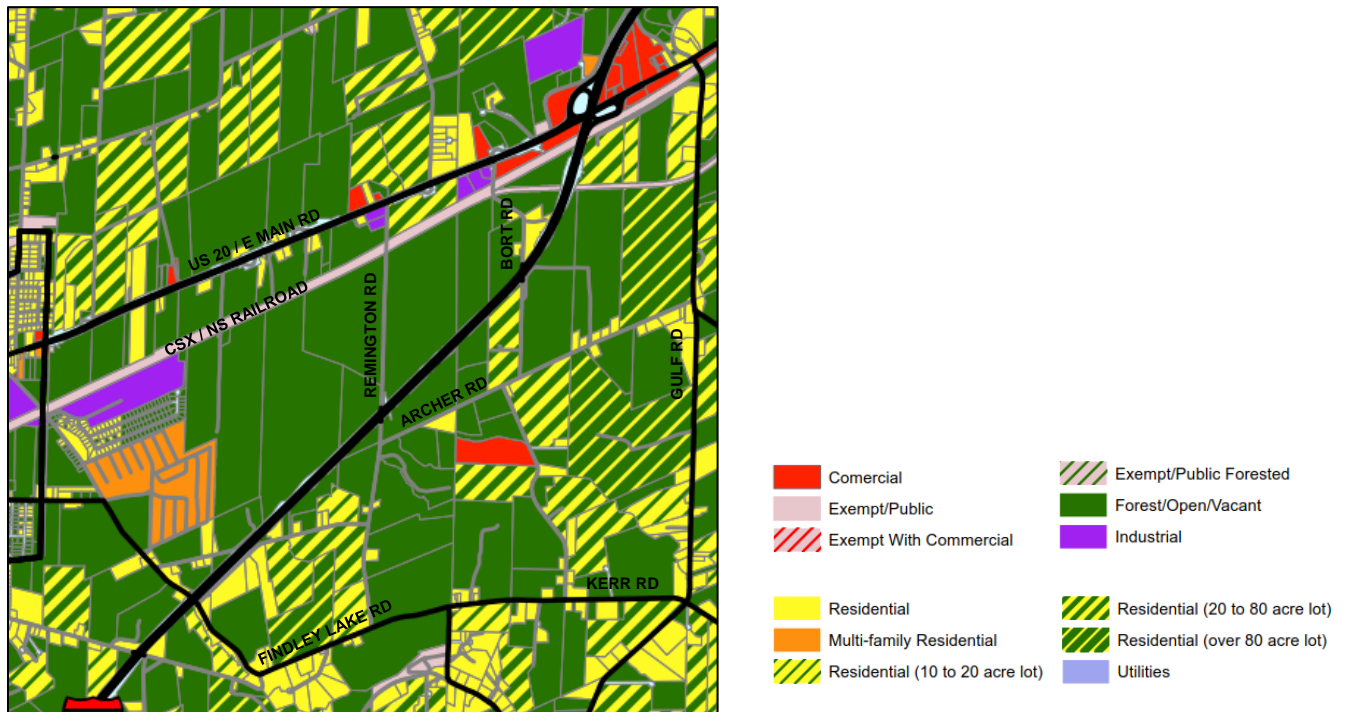 US 20 / E MAIN RD
BORT RD
CSX / NS RAILROAD
REMINGTON RD
GULF RD
ARCHER RD
KERR RD
FINDLEY LAKE RD
Comercial
Exempt/Public
Exempt With Commercial
Exempt/Public Forested
Forest/Open/Vacant
Industrial
Residential
Multi-family Residential
Residential (10 to 20 acre lot)
Residential (20 to 80 acre lot)
Residential (over 80 acre lot)
Utilities